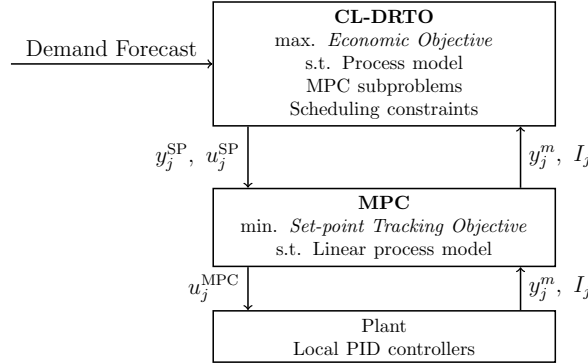 CL-DRTO
max. Economic Objective
s.t. Process model
MPC subproblems
Scheduling constraints
Demand Forecast
y_j^SP, u_j^SP
y_j^m, I_j
MPC
min. Set-point Tracking Objective
s.t. Linear process model
u_j^MPC
y_j^m, I_j
Plant
Local PID controllers